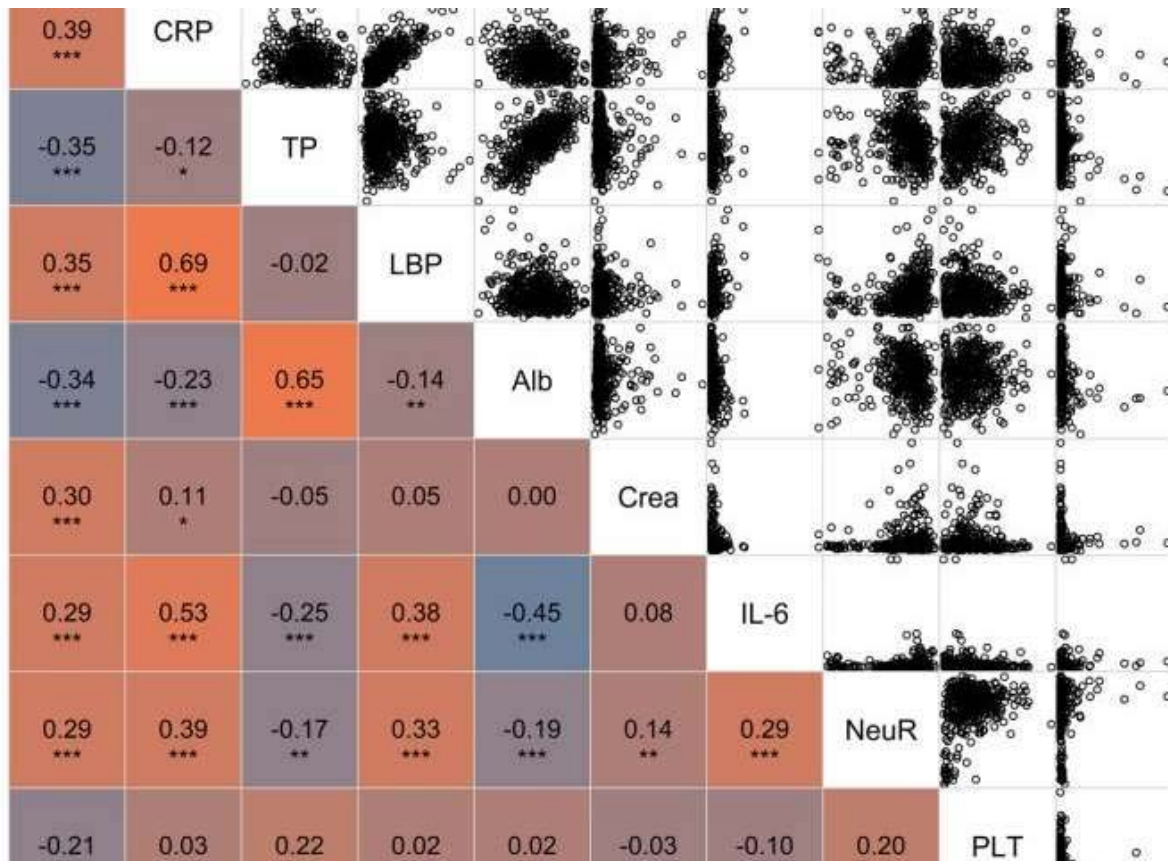 0.39 CRP
***
-0.35 -0.12 TP
*** *
0.35 0.69 -0.02 LBP
*** ***
-0.34 -0.23 0.65 -0.14 Alb
*** *** *** **
0.30 0.11 -0.05 0.05 0.00 Crea
*** *
0.29 0.53 -0.25 0.38 -0.45 0.08 IL-6
*** *** *** *** ***
0.29 0.39 -0.17 0.33 -0.19 0.14 0.29 NeuR
*** *** ** *** *** ** ***
-0.21 0.03 0.22 0.02 0.02 -0.03 -0.10 0.20 PLT